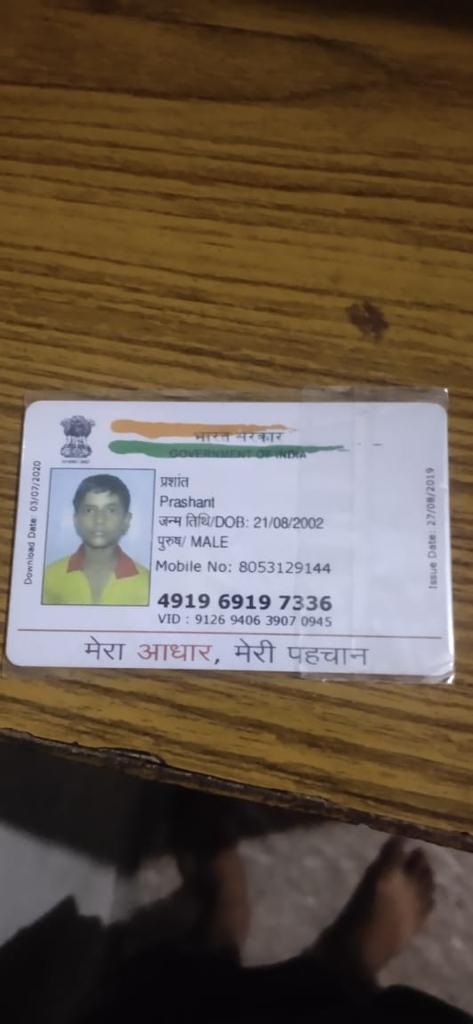 भारत सरकार
GOVERNMENT OF INDIA
Download Date: 03/07/2020
प्रशांत
Prashant
जन्म तिथि/DOB: 21/08/2002
पुरुष/ MALE
Mobile No: 8053129144
4919 6919 7336
VID : 9126 9406 3907 0945
Issue Date: 27/08/2019
मेरा आधार, मेरी पहचान